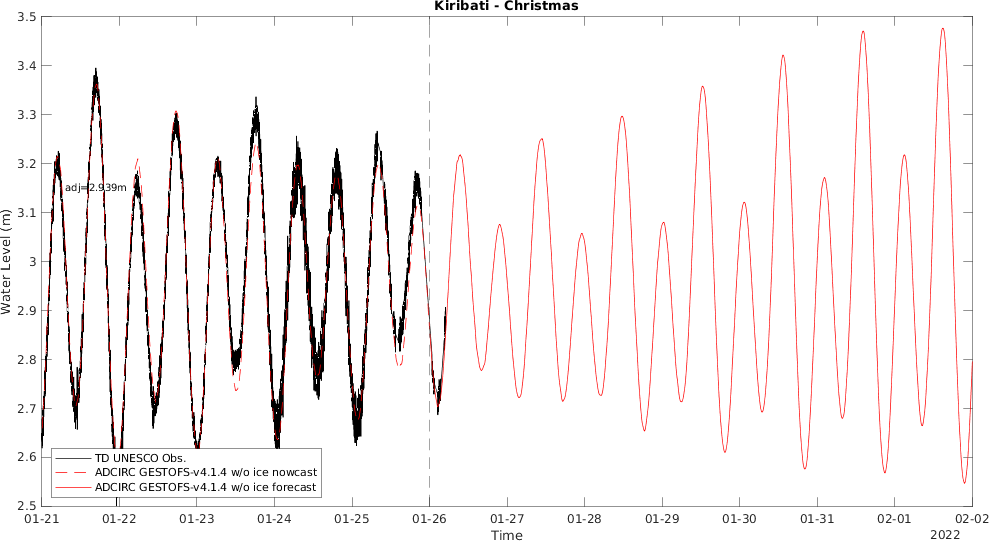 Kiribati - Christmas
3.5
3.4
3.3
3.2
3.1
3
2.9
2.8
2.7
2.6
2.5
Water Level (m)
adj=2.939m
TD UNESCO Obs.
ADCIRC GESTOFS-v4.1.4 w/o ice nowcast
ADCIRC GESTOFS-v4.1.4 w/o ice forecast
01-21 01-22 01-23 01-24 01-25 01-26 01-27 01-28 01-29 01-30 01-31 02-01 02-02
Time
2022